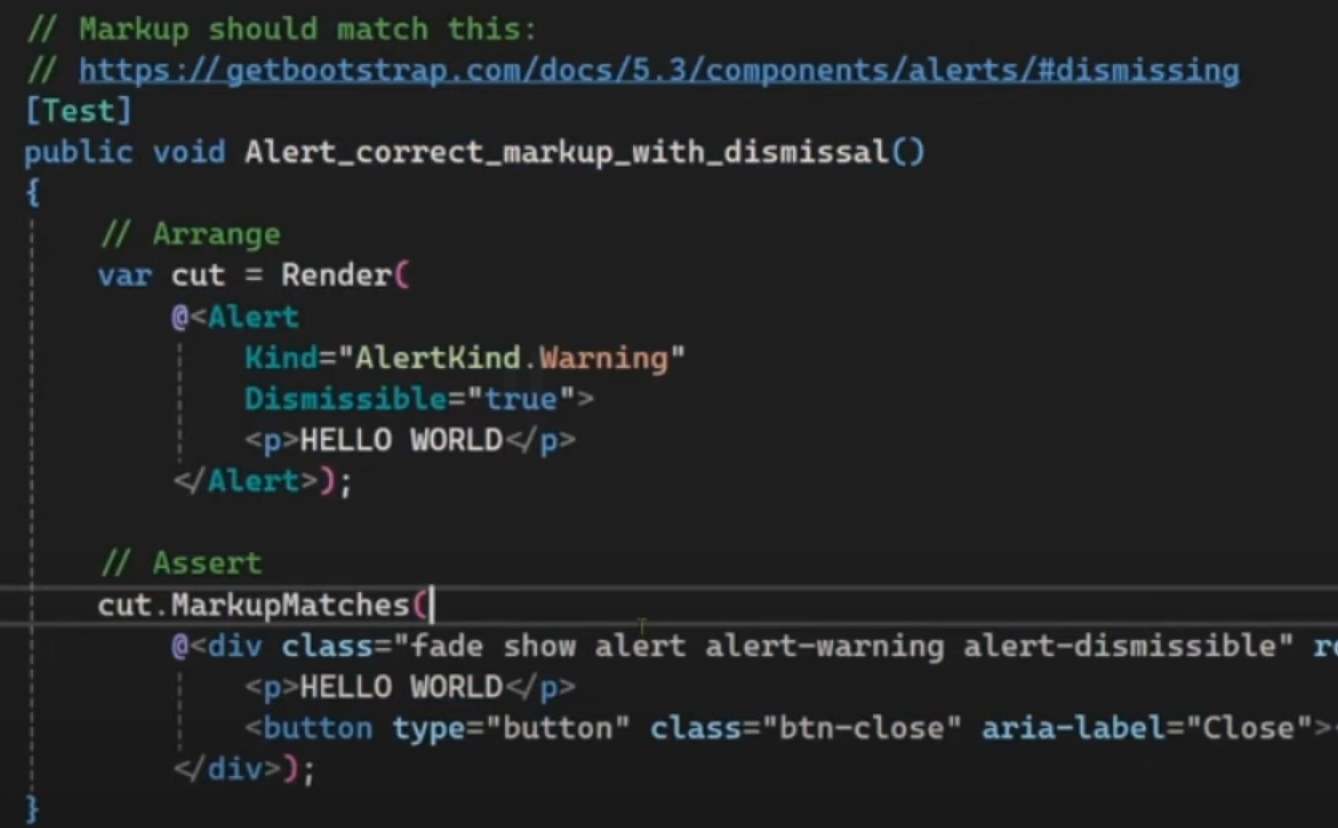 // Markup should match this:
// https://getbootstrap.com/docs/5.3/components/alerts/#dismissing
[Test]
public void Alert_correct_markup_with_dismissal()
{
// Arrange
var cut = Render(
@<Alert
Kind="AlertKind.Warning"
Dismissible="true">
<p>HELLO WORLD</p>
</Alert>);
// Assert
cut.MarkupMatches(
@<div class="fade show alert alert-warning alert-dismissible"
<p>HELLO WORLD</p>
<button type="button" class="btn-close" aria-label="Close">
</div>);
}